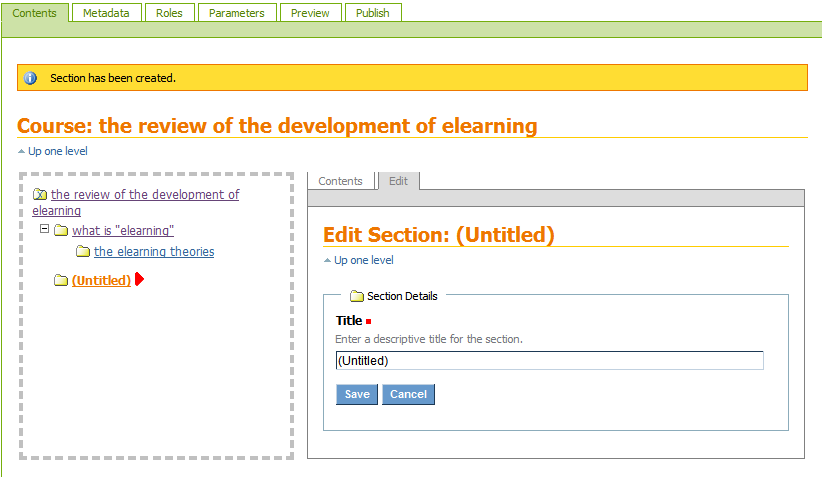 Contents Metadata Roles Parameters Preview Publish
Section has been created.
Course: the review of the development of elearning
Up one level
the review of the development of
elearning
what is "elearning"
the elearning theories
(Untitled)
Contents Edit
Edit Section: (Untitled)
Up one level
Section Details
Title
Enter a descriptive title for the section.
(Untitled)
Save Cancel